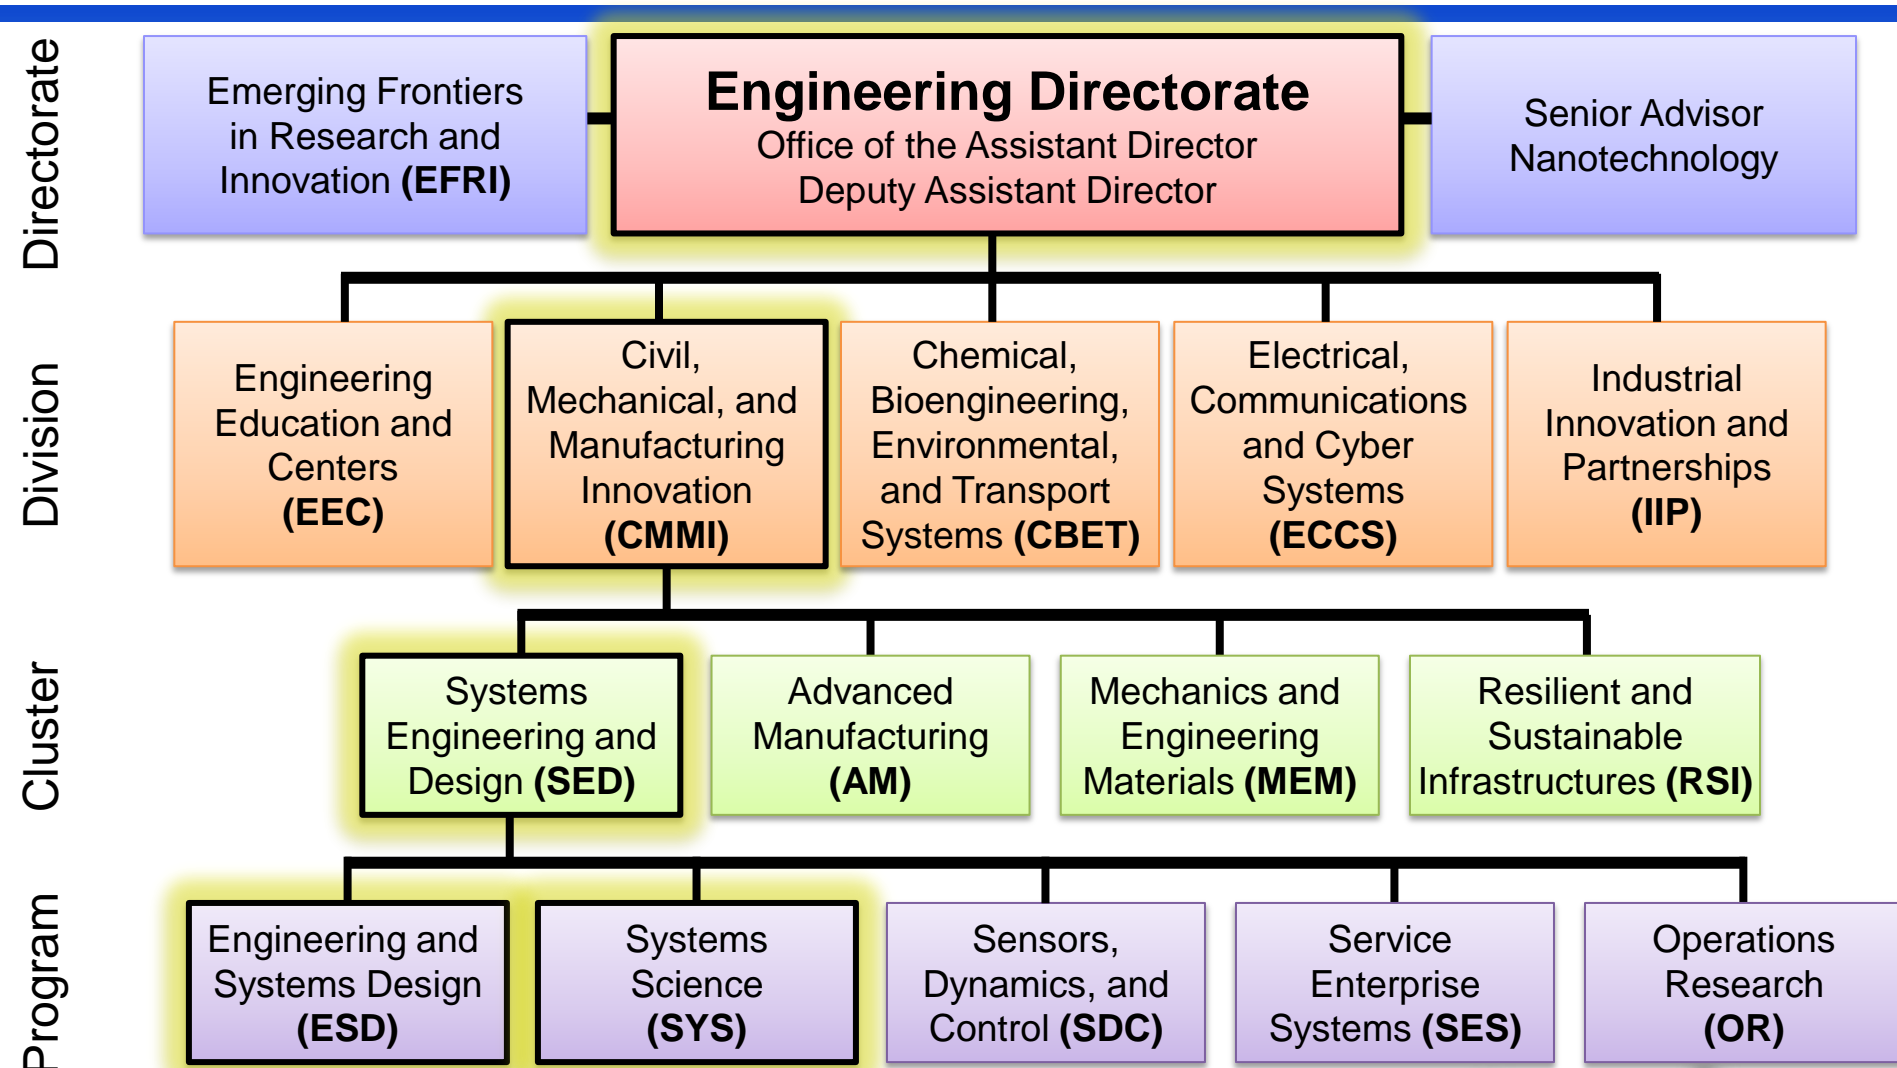 Directorate
Emerging Frontiers
in Research and
Innovation (EFRI)
Engineering Directorate
Office of the Assistant Director
Deputy Assistant Director
Senior Advisor
Nanotechnology
Division
Engineering
Education and
Centers
(EEC)
Civil,
Mechanical, and
Manufacturing
Innovation
(CMMI)
Chemical,
Bioengineering,
Environmental,
and Transport
Systems (CBET)
Electrical,
Communications
and Cyber
Systems
(ECCS)
Industrial
Innovation and
Partnerships
(IIP)
Cluster
Systems
Engineering and
Design (SED)
Advanced
Manufacturing
(AM)
Mechanics and
Engineering
Materials (MEM)
Resilient and
Sustainable
Infrastructures (RSI)
Program
Engineering and
Systems Design
(ESD)
Systems
Science
(SYS)
Sensors,
Dynamics, and
Control (SDC)
Service
Enterprise
Systems (SES)
Operations
Research
(OR)